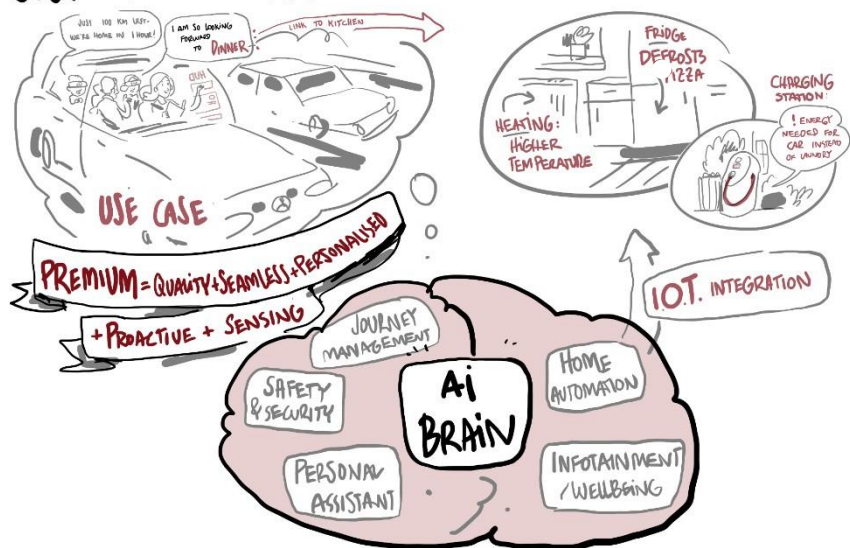 JUST 100 KM LEFT.
WE'RE HOME IN 1 HOUR!
I AM SO LOOKING
FORWARD
TO DINNER
LINK TO KITCHEN
FRIDGE
DEFROSTS
PIZZA
HEATING:
HIGHER
TEMPERATURE
CHARGING
STATION:
! ENERGY
NEEDED FOR
CAR INSTEAD
OF LAUNDRY
USE CASE
PREMIUM = QUALITY + SEAMLESS + PERSONALISED
+ PROACTIVE + SENSING
I.O.T. INTEGRATION
JOURNEY
MANAGEMENT
SAFETY
& SECURITY
PERSONAL
ASSISTANT
Ai
BRAiN
HOME
AUTOMATION
INFOTAINMENT
/ WELLBEING